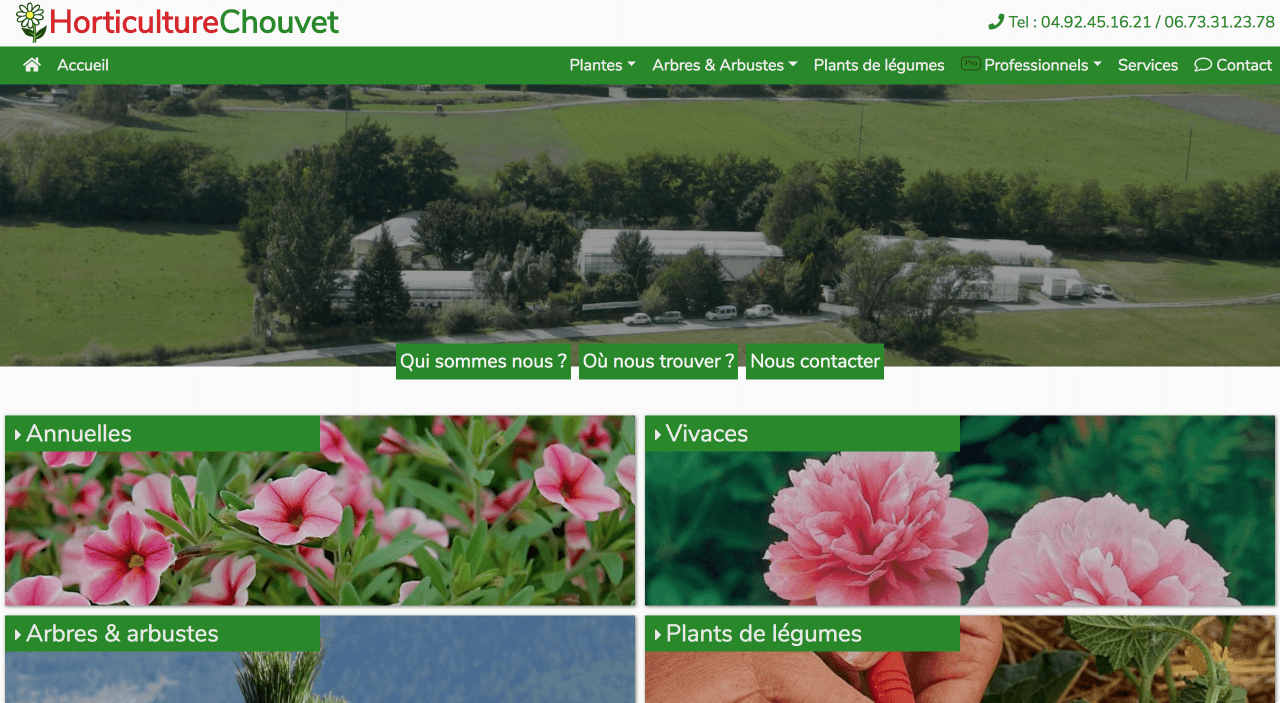 HorticultureChouvet
Tel : 04.92.45.16.21 / 06.73.31.23.78
Accueil Plantes Arbres & Arbustes Plants de légumes Pro Professionnels Services Contact
Qui sommes nous ? Où nous trouver ? Nous contacter
Annuelles
Vivaces
Arbres & arbustes
Plants de légumes